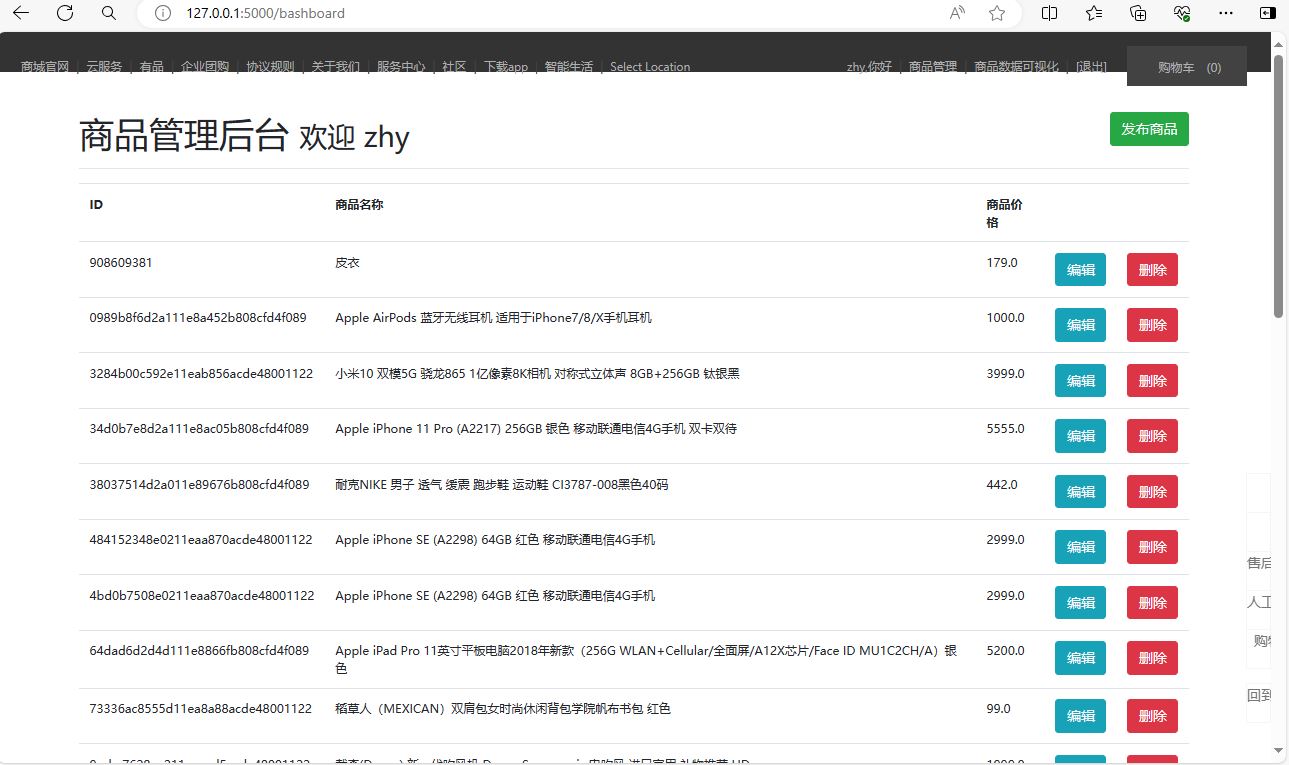 127.0.0.1:5000/bashboard
商城官网 | 云服务 | 有品 | 企业团购 | 协议规则 | 关于我们 | 服务中心 | 社区 | 下载app | 智能生活 | Select Location
zhy,你好 | 商品管理 | 商品数据可视化 | [退出] 购物车 (0)
商品管理后台 欢迎 zhy
发布商品
ID 商品名称 商品价格
908609381 皮衣 179.0 编辑 删除
0989b8f6d2a111e8a452b808cfd4f089 Apple AirPods 蓝牙无线耳机 适用于iPhone7/8/X手机耳机 1000.0 编辑 删除
3284b00c592e11eab856acde48001122 小米10 双模5G 骁龙865 1亿像素8K相机 对称式立体声 8GB+256GB 钛银黑 3999.0 编辑 删除
34d0b7e8d2a111e8ac05b808cfd4f089 Apple iPhone 11 Pro (A2217) 256GB 银色 移动联通电信4G手机 双卡双待 5555.0 编辑 删除
38037514d2a011e89676b808cfd4f089 耐克NIKE 男子 透气 缓震 跑步鞋 运动鞋 CI3787-008黑色40码 442.0 编辑 删除
484152348e0211eaa870acde48001122 Apple iPhone SE (A2298) 64GB 红色 移动联通电信4G手机 2999.0 编辑 删除
4bd0b7508e0211eaa870acde48001122 Apple iPhone SE (A2298) 64GB 红色 移动联通电信4G手机 2999.0 编辑 删除
64dad6d2d4d111e8866fb808cfd4f089 Apple iPad Pro 11英寸平板电脑2018年新款（256G WLAN+Cellular/全面屏/A12X芯片/Face ID MU1C2CH/A）银色 5200.0 编辑 删除
73336ac8555d11ea8a88acde48001122 稻草人（MEXICAN）双肩包女时尚休闲背包学院帆布书包 红色 99.0 编辑 删除
售后
人工
回到